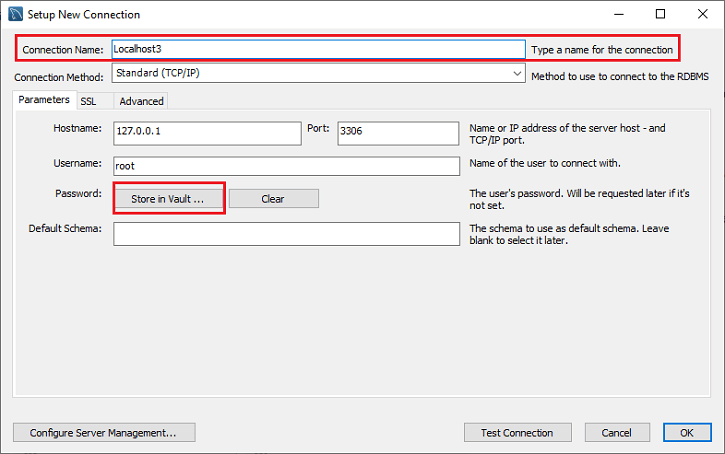 Setup New Connection
Connection Name: Localhost3 Type a name for the connection
Connection Method: Standard (TCP/IP) Method to use to connect to the RDBMS
Parameters SSL Advanced
Hostname: 127.0.0.1 Port: 3306 Name or IP address of the server host - and
TCP/IP port.
Username: root Name of the user to connect with.
Password: Store in Vault ... Clear The user's password. Will be requested later if it's
not set.
Default Schema: The schema to use as default schema. Leave
blank to select it later.
Configure Server Management... Test Connection Cancel OK